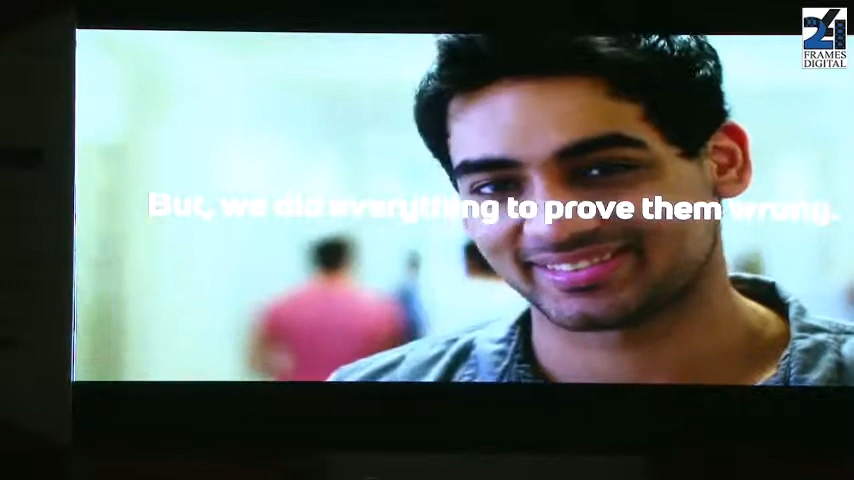 24
FRAMES
DIGITAL
But, we did everything to prove them wrong.